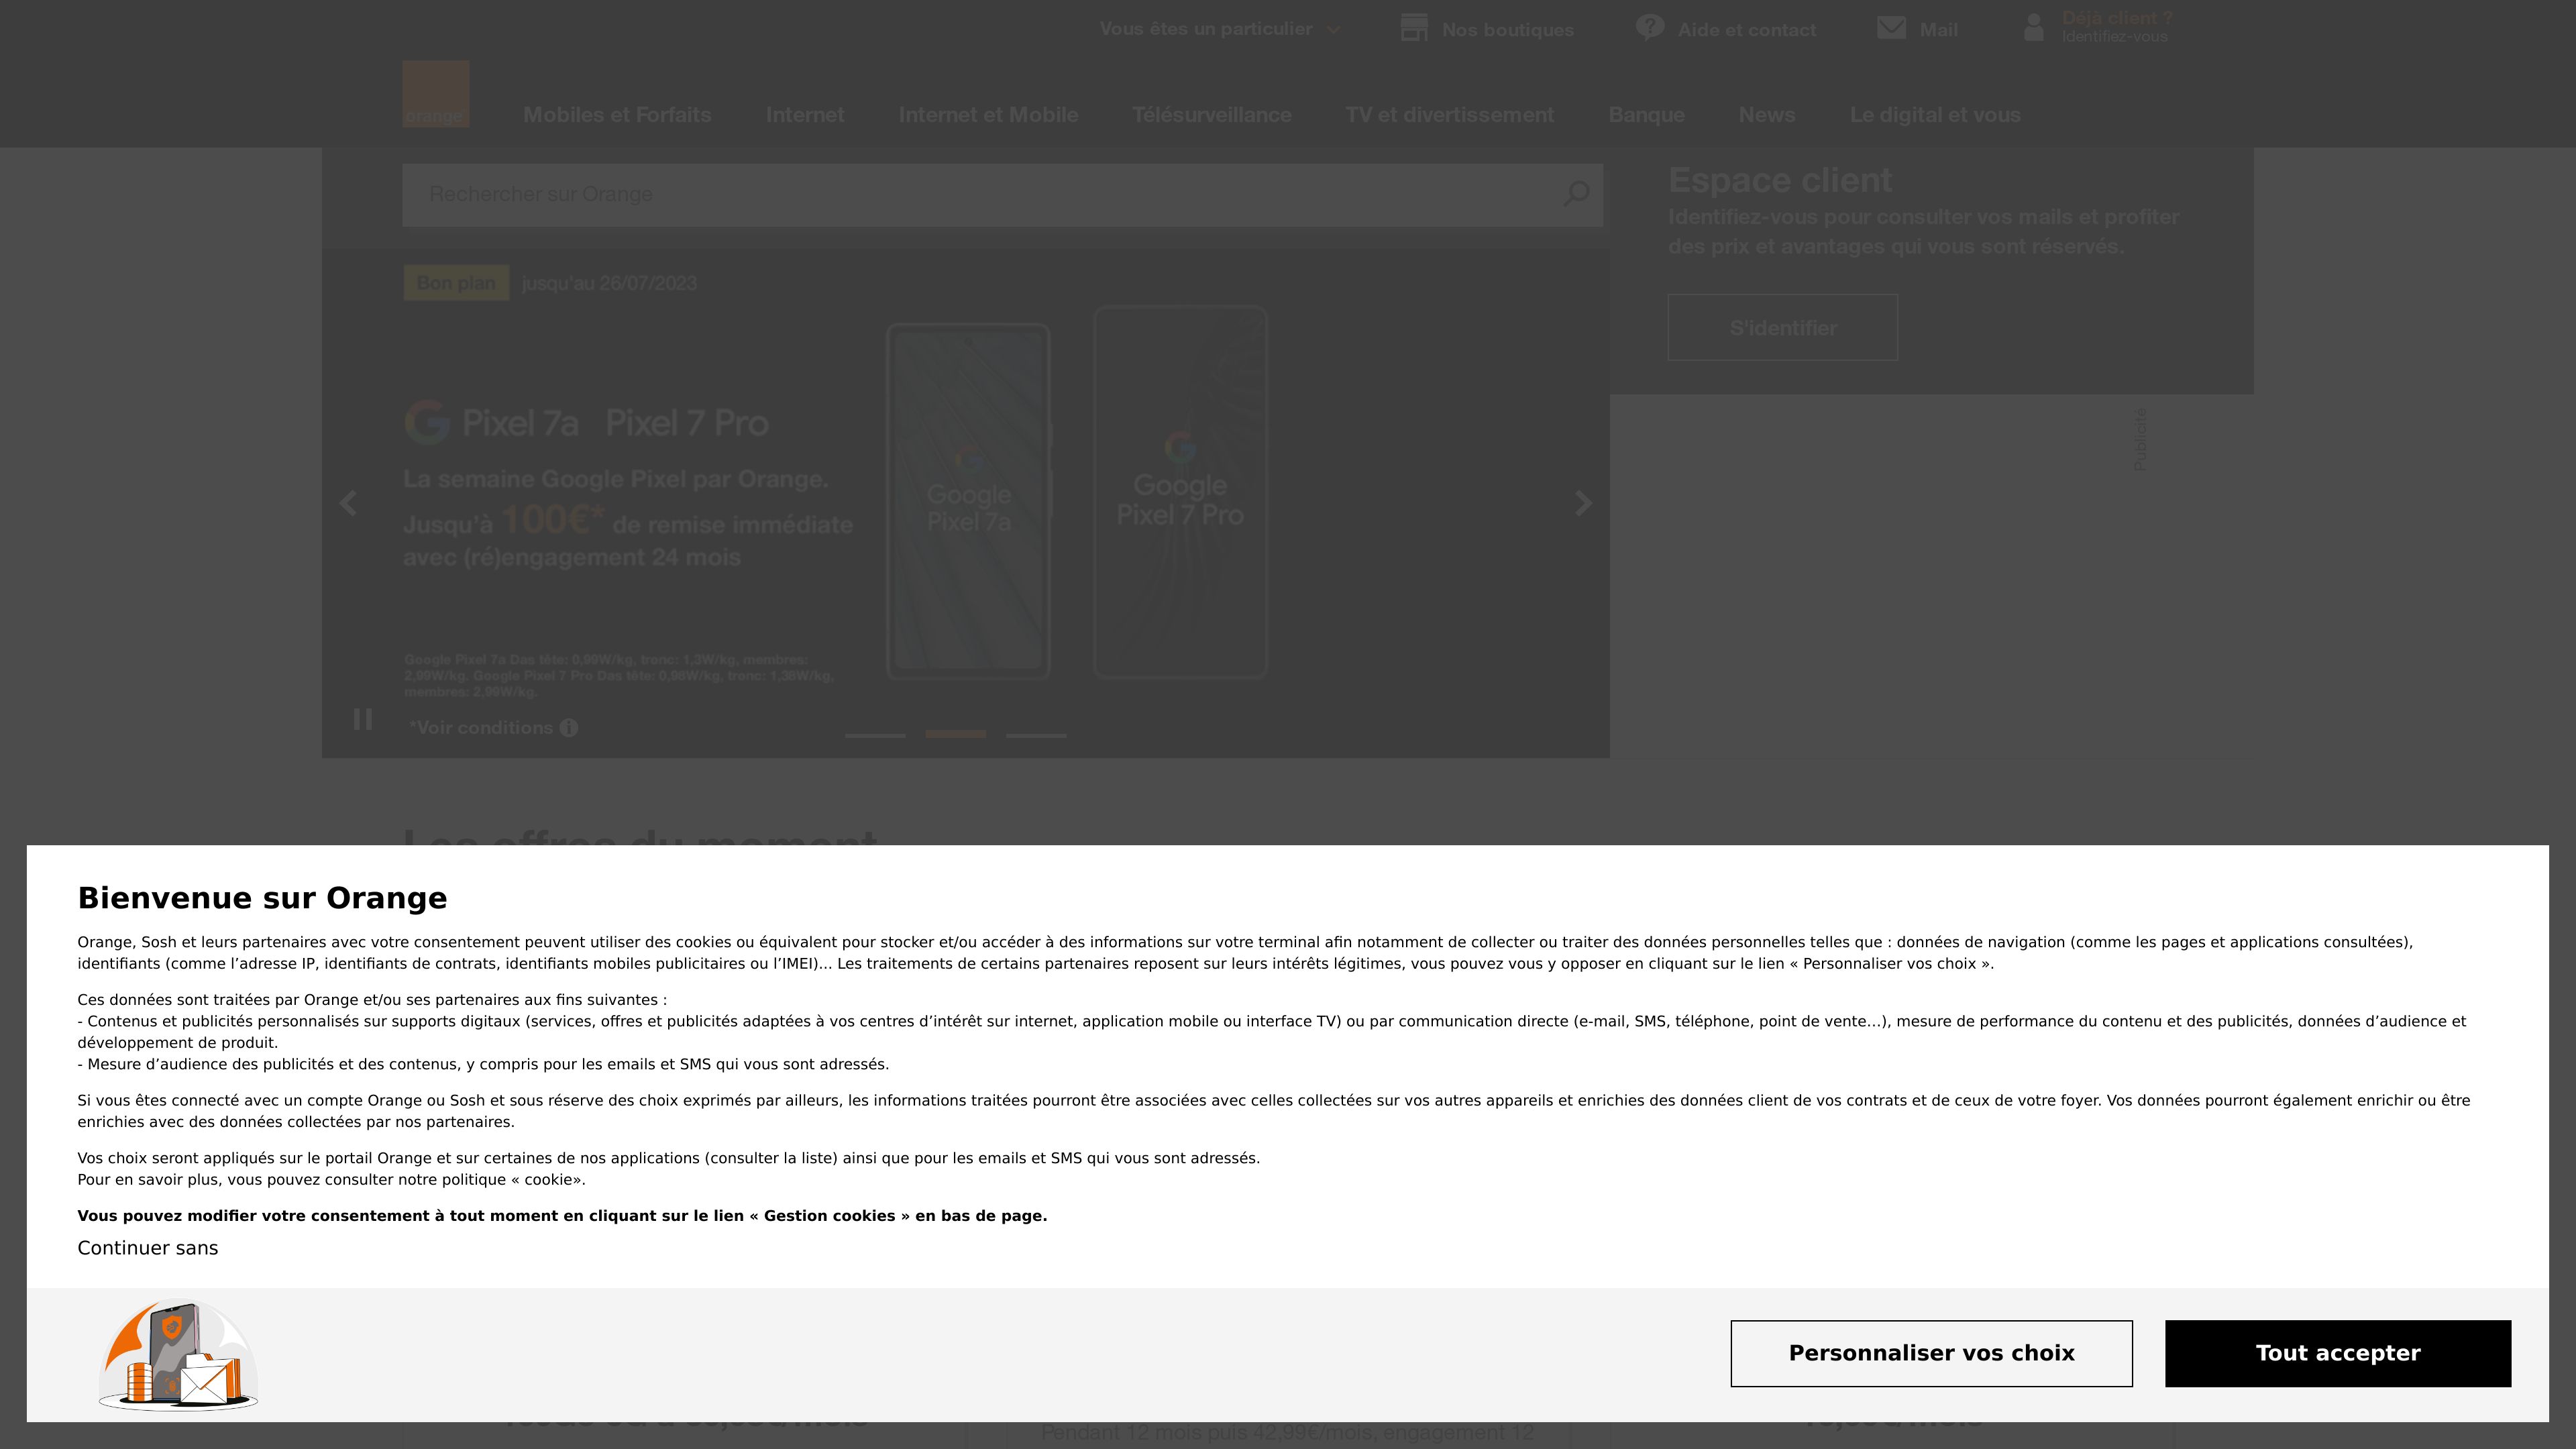 Vous êtes un particulier
Nos boutiques
Aide et contact
Mail
Déjà client ?
Identifiez-vous
orange
Mobiles et Forfaits
Internet
Internet et Mobile
Télésurveillance
TV et divertissement
Banque
News
Le digital et vous
Rechercher sur Orange
Espace client
Identifiez-vous pour consulter vos mails et profiter
des prix et avantages qui vous sont réservés.
S'identifier
Bon plan jusqu'au 26/07/2023
Pixel 7a Pixel 7 Pro
La semaine Google Pixel par Orange.
Jusqu'à 100€* de remise immédiate
avec (ré)engagement 24 mois
Google
Pixel 7a
Google
Pixel 7 Pro
Publicité
Google Pixel 7a Das tête: 0,99W/kg, tronc: 1,3W/kg, membres:
2,99W/kg. Google Pixel 7 Pro Das tête: 0,98W/kg, tronc: 1,38W/kg,
membres: 2,99W/kg.
*Voir conditions
Les offres du moment
Bienvenue sur Orange
Orange, Sosh et leurs partenaires avec votre consentement peuvent utiliser des cookies ou équivalent pour stocker et/ou accéder à des informations sur votre terminal afin notamment de collecter ou traiter des données personnelles telles que : données de navigation (comme les pages et applications consultées),
identifiants (comme l’adresse IP, identifiants de contrats, identifiants mobiles publicitaires ou l’IMEI)... Les traitements de certains partenaires reposent sur leurs intérêts légitimes, vous pouvez vous y opposer en cliquant sur le lien « Personnaliser vos choix ».
Ces données sont traitées par Orange et/ou ses partenaires aux fins suivantes :
- Contenus et publicités personnalisés sur supports digitaux (services, offres et publicités adaptées à vos centres d’intérêt sur internet, application mobile ou interface TV) ou par communication directe (e-mail, SMS, téléphone, point de vente...), mesure de performance du contenu et des publicités, données d’audience et
développement de produit.
- Mesure d’audience des publicités et des contenus, y compris pour les emails et SMS qui vous sont adressés.
Si vous êtes connecté avec un compte Orange ou Sosh et sous réserve des choix exprimés par ailleurs, les informations traitées pourront être associées avec celles collectées sur vos autres appareils et enrichies des données client de vos contrats et de ceux de votre foyer. Vos données pourront également enrichir ou être
enrichies avec des données collectées par nos partenaires.
Vos choix seront appliqués sur le portail Orange et sur certaines de nos applications (consulter la liste) ainsi que pour les emails et SMS qui vous sont adressés.
Pour en savoir plus, vous pouvez consulter notre politique « cookie».
Vous pouvez modifier votre consentement à tout moment en cliquant sur le lien « Gestion cookies » en bas de page.
Continuer sans
Personnaliser vos choix
Tout accepter
Pendant 12 mois puis 42,99€/mois, engagement 12